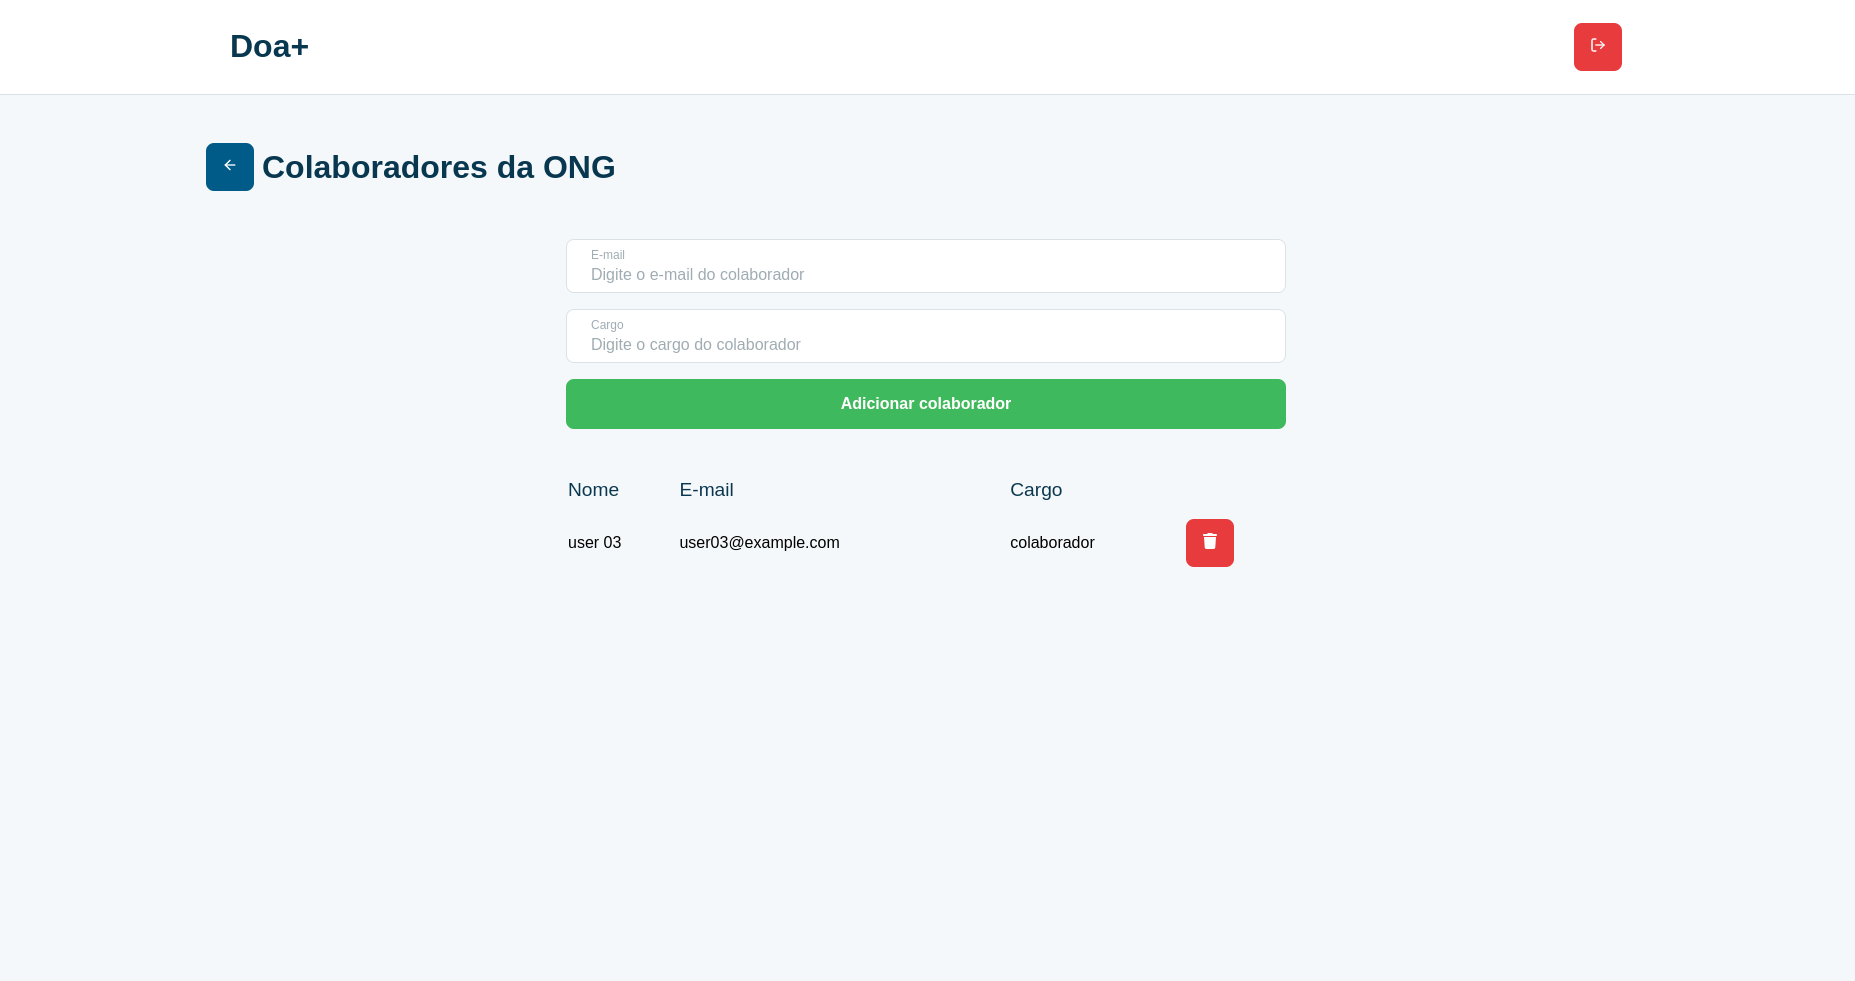 Doa+
Colaboradores da ONG
E-mail
Digite o e-mail do colaborador
Cargo
Digite o cargo do colaborador
Adicionar colaborador
Nome E-mail Cargo
user 03 user03@example.com colaborador